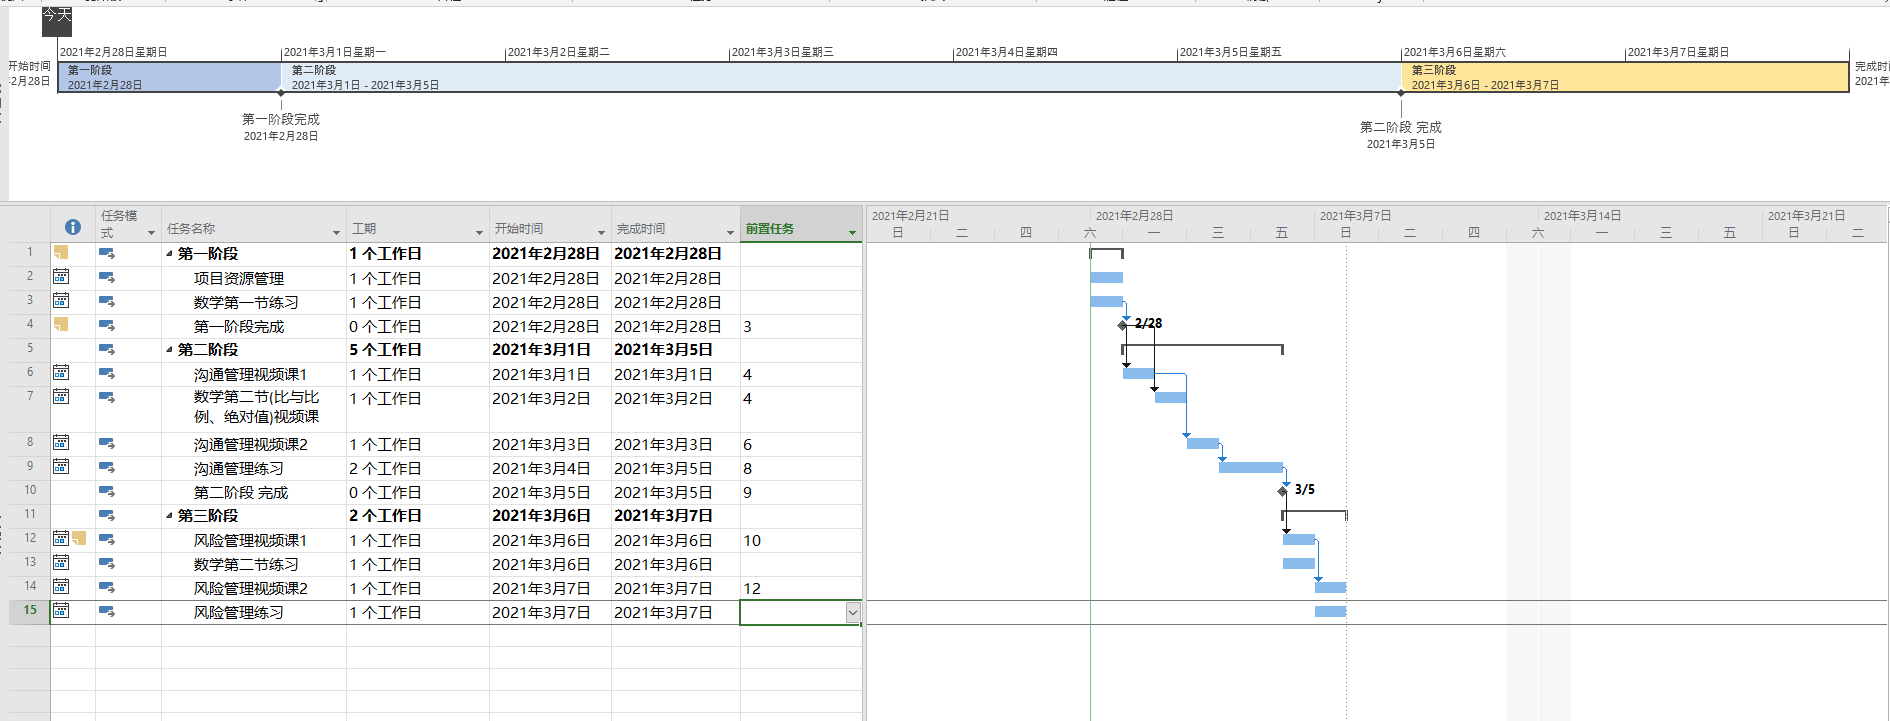 今天
2021年2月28日星期日
2021年3月1日星期一
2021年3月2日星期二
2021年3月3日星期三
2021年3月4日星期四
2021年3月5日星期五
2021年3月6日星期六
2021年3月7日星期日
开始时间
第一阶段
2021年2月28日
第二阶段
2021年3月1日 - 2021年3月5日
第三阶段
2021年3月6日 - 2021年3月7日
完成时
2021年
第一阶段完成
2021年2月28日
第二阶段 完成
2021年3月5日
任务模式 任务名称 工期 开始时间 完成时间 前置任务
2021年2月21日 2021年2月28日 2021年3月7日 2021年3月14日 2021年3月21日
日 二 四 六 一 三 五 日 二 四 六 一 三 五 日 二
1 第一阶段 1 个工作日 2021年2月28日 2021年2月28日
2 项目资源管理 1 个工作日 2021年2月28日 2021年2月28日
3 数学第一节练习 1 个工作日 2021年2月28日 2021年2月28日
4 第一阶段完成 0 个工作日 2021年2月28日 2021年2月28日 3
2/28
5 第二阶段 5 个工作日 2021年3月1日 2021年3月5日
6 沟通管理视频课1 1 个工作日 2021年3月1日 2021年3月1日 4
7 数学第二节(比与比例、绝对值)视频课 1 个工作日 2021年3月2日 2021年3月2日 4
8 沟通管理视频课2 1 个工作日 2021年3月3日 2021年3月3日 6
9 沟通管理练习 2 个工作日 2021年3月4日 2021年3月5日 8
10 第二阶段 完成 0 个工作日 2021年3月5日 2021年3月5日 9
3/5
11 第三阶段 2 个工作日 2021年3月6日 2021年3月7日
12 风险管理视频课1 1 个工作日 2021年3月6日 2021年3月6日 10
13 数学第二节练习 1 个工作日 2021年3月6日 2021年3月6日
14 风险管理视频课2 1 个工作日 2021年3月7日 2021年3月7日 12
15 风险管理练习 1 个工作日 2021年3月7日 2021年3月7日